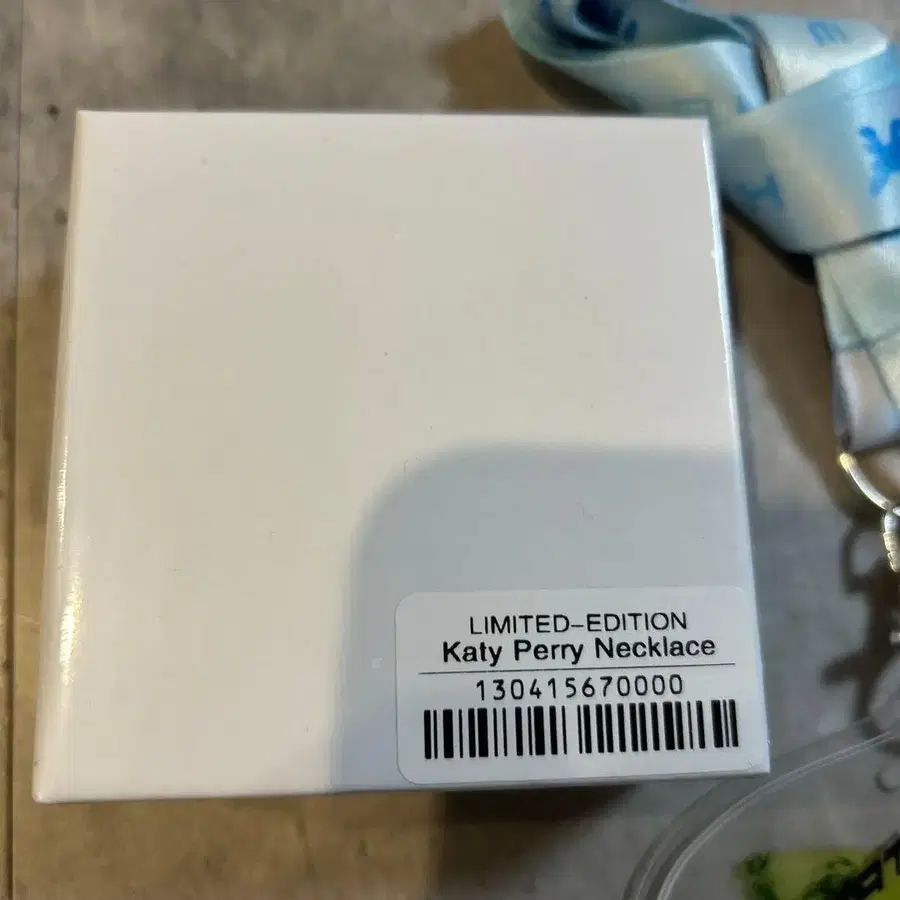 LIMITED-EDITION
Katy Perry Necklace
130415670000